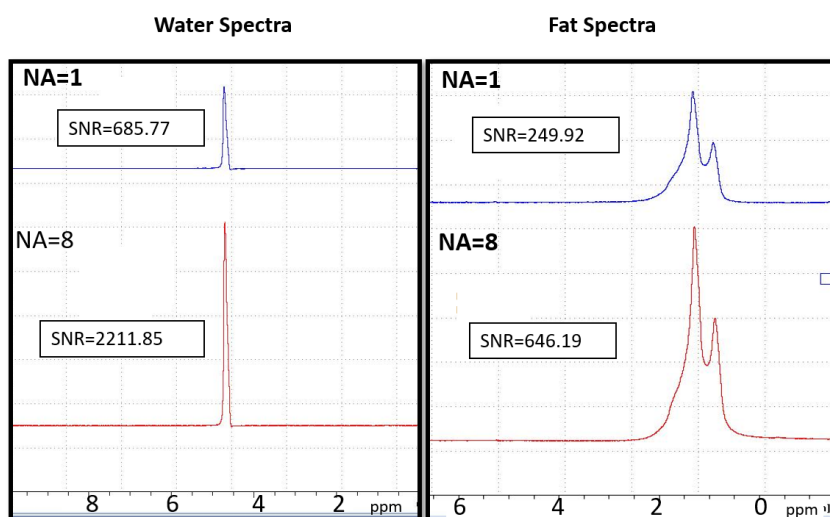 Water Spectra
Fat Spectra
NA=1
SNR=685.77
NA=8
SNR=2211.85
8 6 4 2 ppm
NA=1
SNR=249.92
NA=8
SNR=646.19
6 4 2 0 ppm